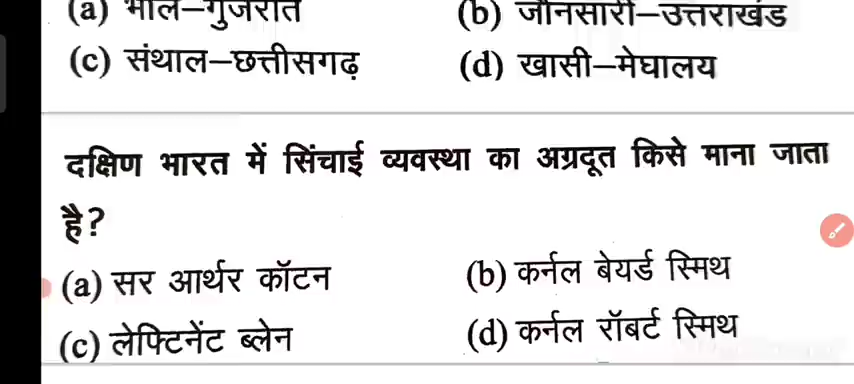 (a) भील–गुजरात (b) जौनसारी–उत्तराखंड
(c) संथाल–छत्तीसगढ़ (d) खासी–मेघालय
दक्षिण भारत में सिंचाई व्यवस्था का अग्रदूत किसे माना जाता
है?
(a) सर आर्थर कॉटन (b) कर्नल बेयर्ड स्मिथ
(c) लेफ्टिनेंट ब्लेन (d) कर्नल रॉबर्ट स्मिथ